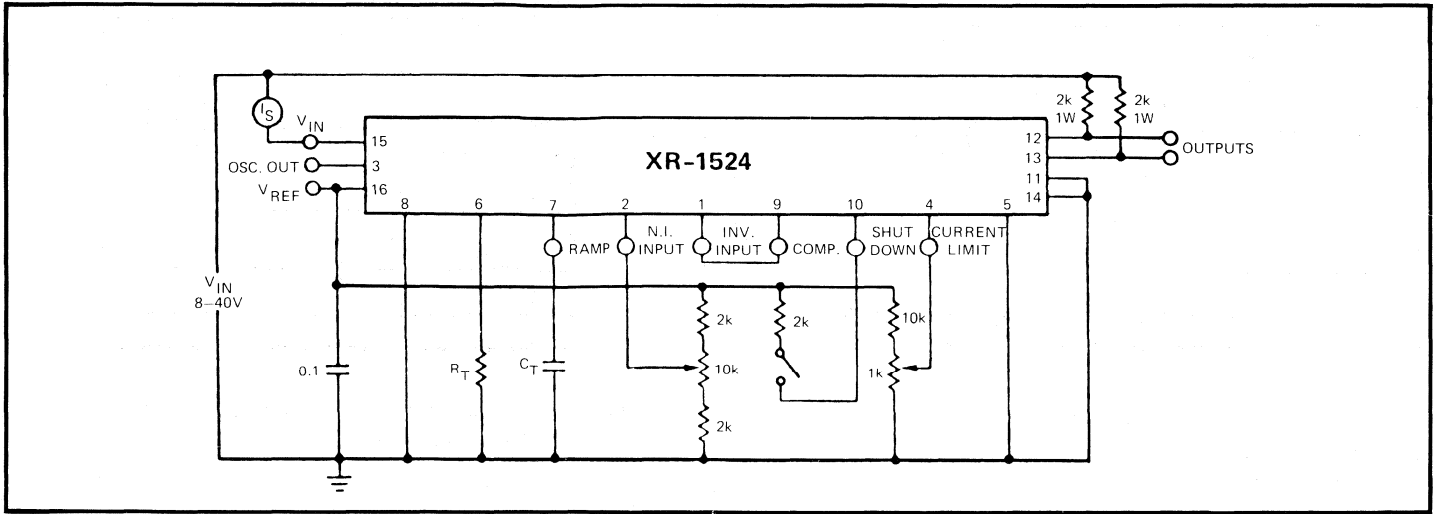 I_S
V_IN
OSC. OUT
V_REF
15
3
16
XR-1524
12
13
11
14
2k 1W
2k 1W
OUTPUTS
8
6
7
2
1
9
10
4
5
RAMP
N.I. INPUT
INV. INPUT
COMP.
SHUT DOWN
CURRENT LIMIT
V_IN
8–40V
0.1
R_T
C_T
2k
10k
2k
2k
10k
1k